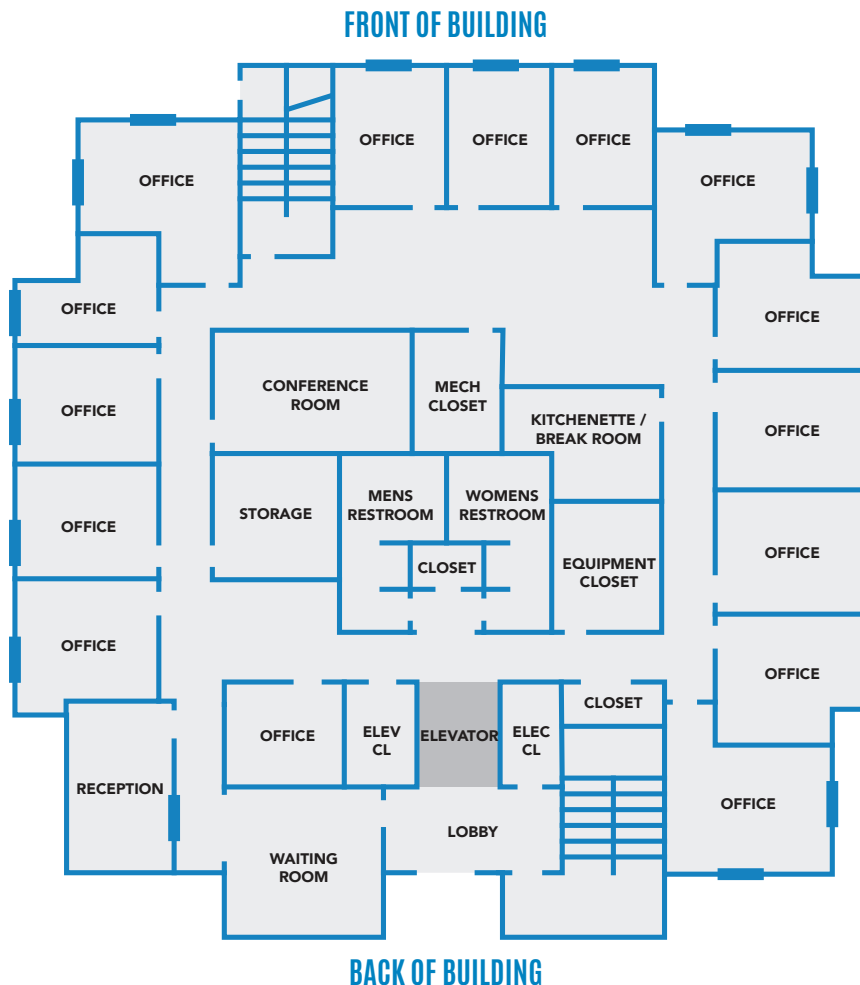 FRONT OF BUILDING
OFFICE
OFFICE
OFFICE
OFFICE
OFFICE
OFFICE
OFFICE
CONFERENCE
ROOM
MECH
CLOSET
OFFICE
KITCHENETTE /
BREAK ROOM
OFFICE
MENS
RESTROOM
WOMENS
RESTROOM
STORAGE
OFFICE
OFFICE
CLOSET
EQUIPMENT
CLOSET
OFFICE
OFFICE
CLOSET
OFFICE
ELEV
CL
ELEVATOR
ELEC
CL
RECEPTION
OFFICE
LOBBY
WAITING
ROOM
BACK OF BUILDING